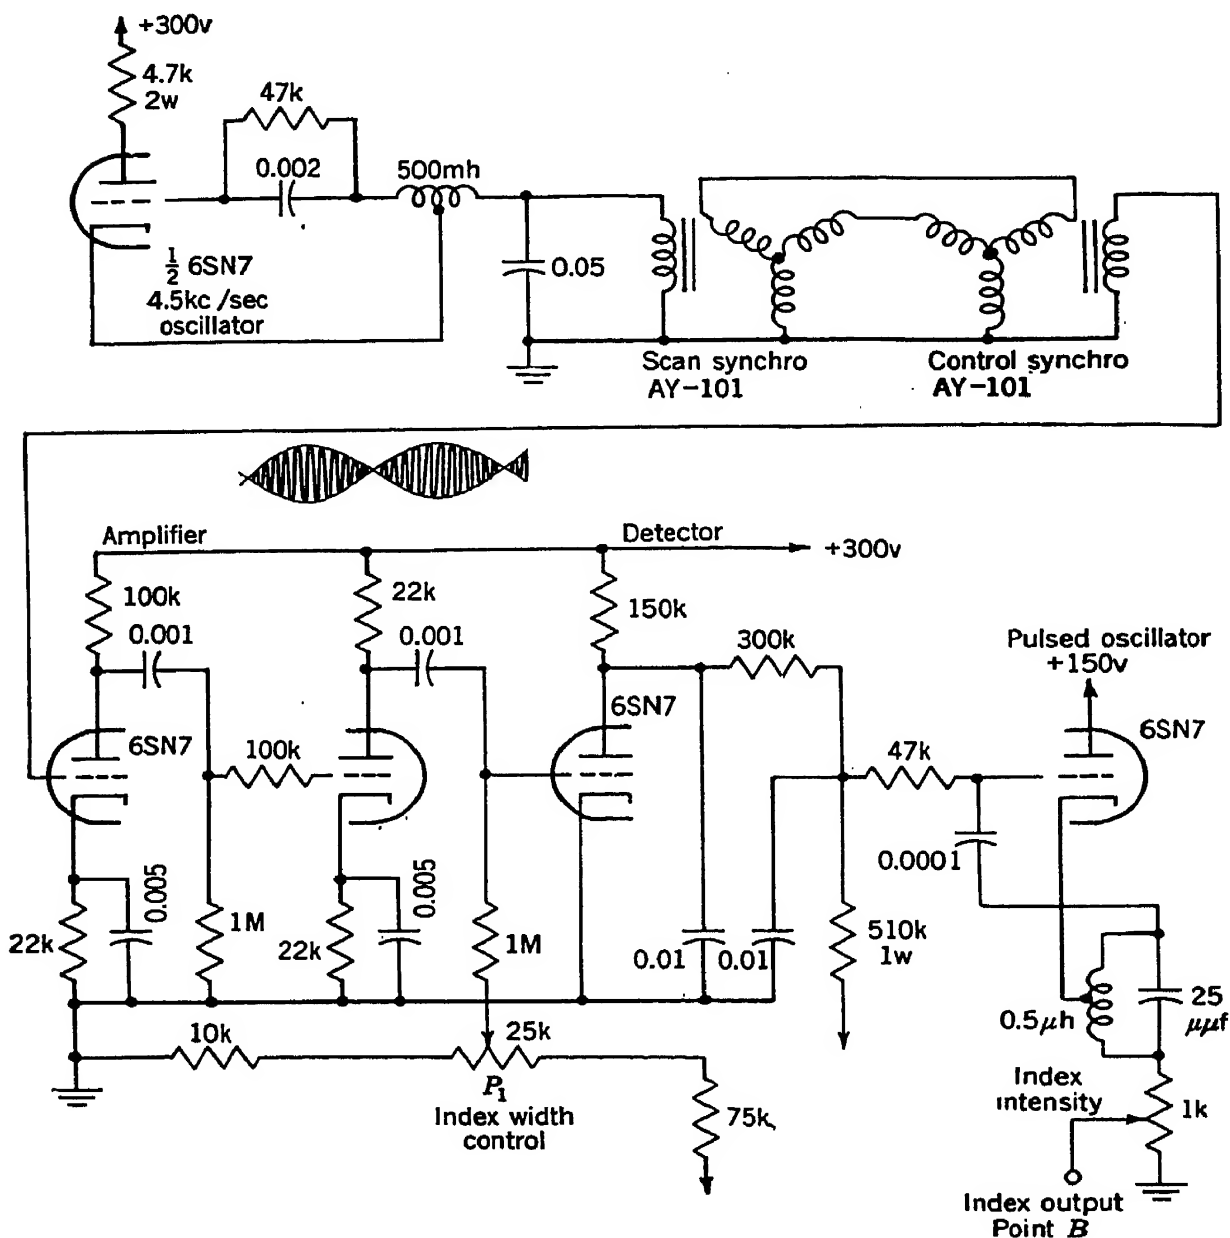 +300v
4.7k
2w
47k
0.002
500mh
1/2 6SN7
4.5kc/sec
oscillator
0.05
Scan synchro
AY-101
Control synchro
AY-101
Amplifier
Detector
+300v
100k
0.001
22k
0.001
150k
300k
Pulsed oscillator
+150v
6SN7
100k
6SN7
47k
6SN7
0.0001
22k
0.005
1M
22k
0.005
1M
0.01
0.01
510k
1w
0.5μh
25
μμf
10k
25k
P1
Index width
control
75k
Index
intensity
1k
Index output
Point B